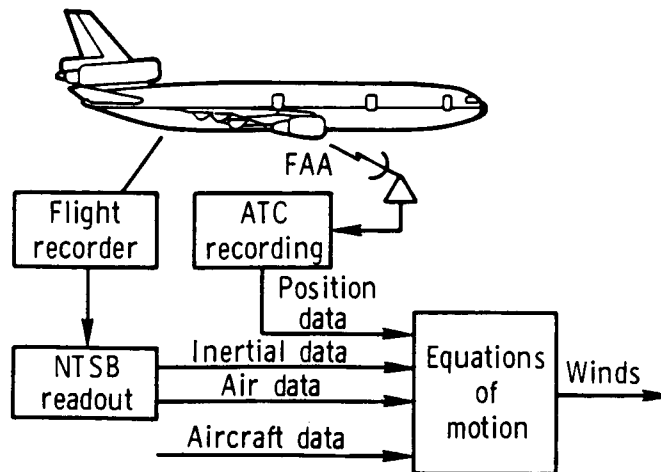 FAA
Flight
recorder
ATC
recording
Position
data
NTSB
readout
Inertial data
Air data
Aircraft data
Equations
of
motion
Winds